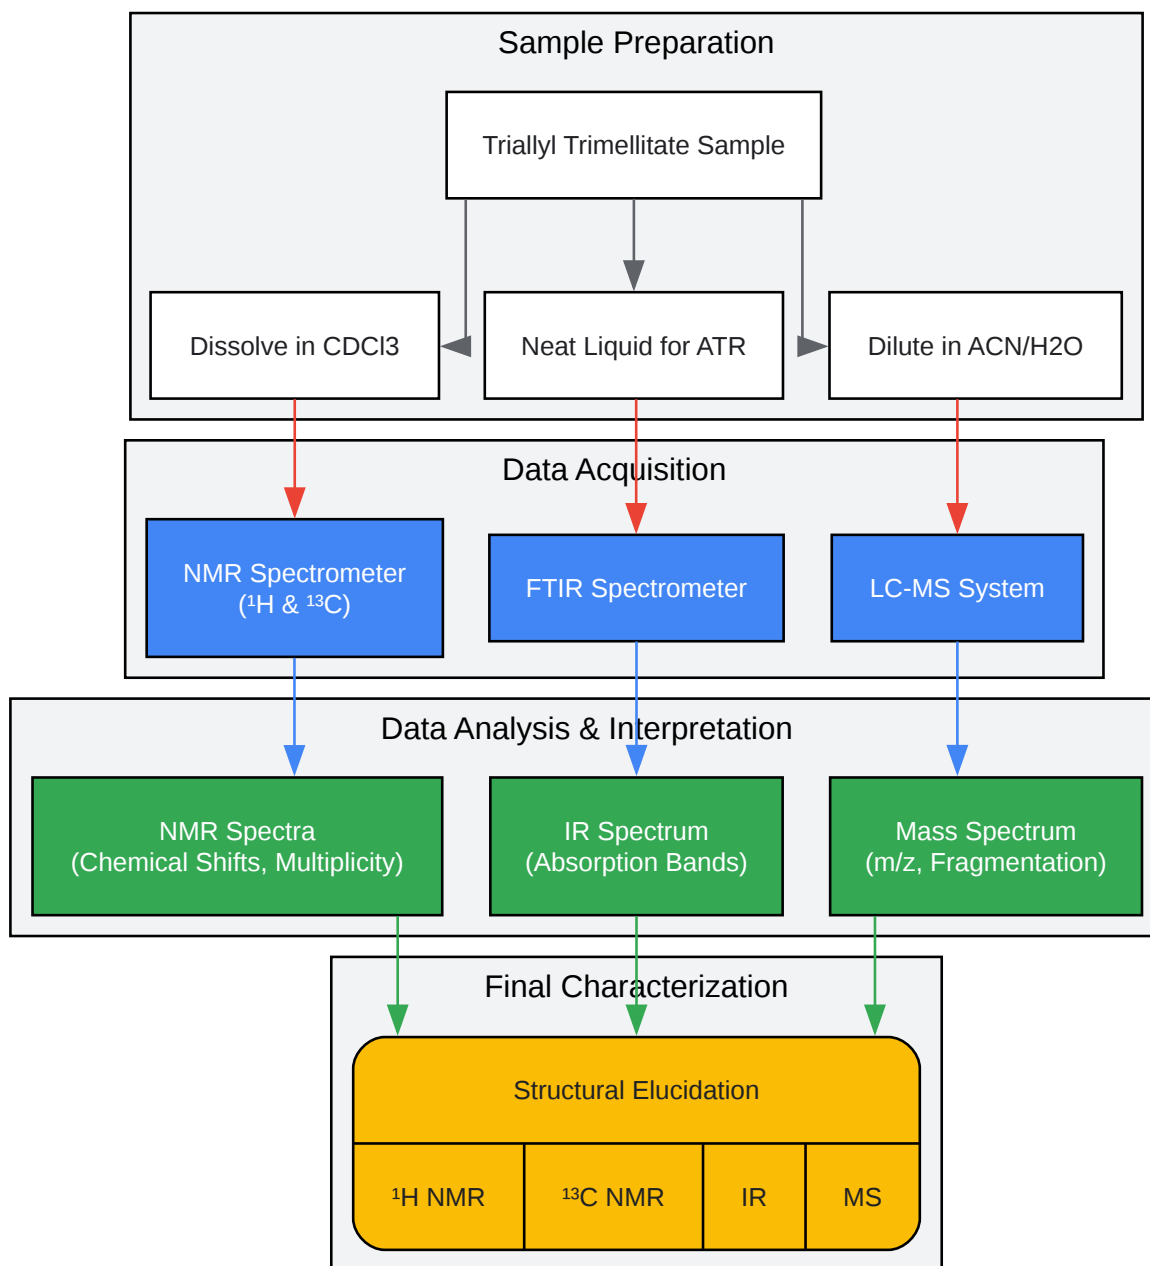 Sample Preparation
Triallyl Trimellitate Sample
Dissolve in CDCl3
Neat Liquid for ATR
Dilute in ACN/H2O
Data Acquisition
NMR Spectrometer
(¹H & ¹³C)
FTIR Spectrometer
LC-MS System
Data Analysis & Interpretation
NMR Spectra
(Chemical Shifts, Multiplicity)
IR Spectrum
(Absorption Bands)
Mass Spectrum
(m/z, Fragmentation)
Final Characterization
Structural Elucidation
¹H NMR
¹³C NMR
IR
MS